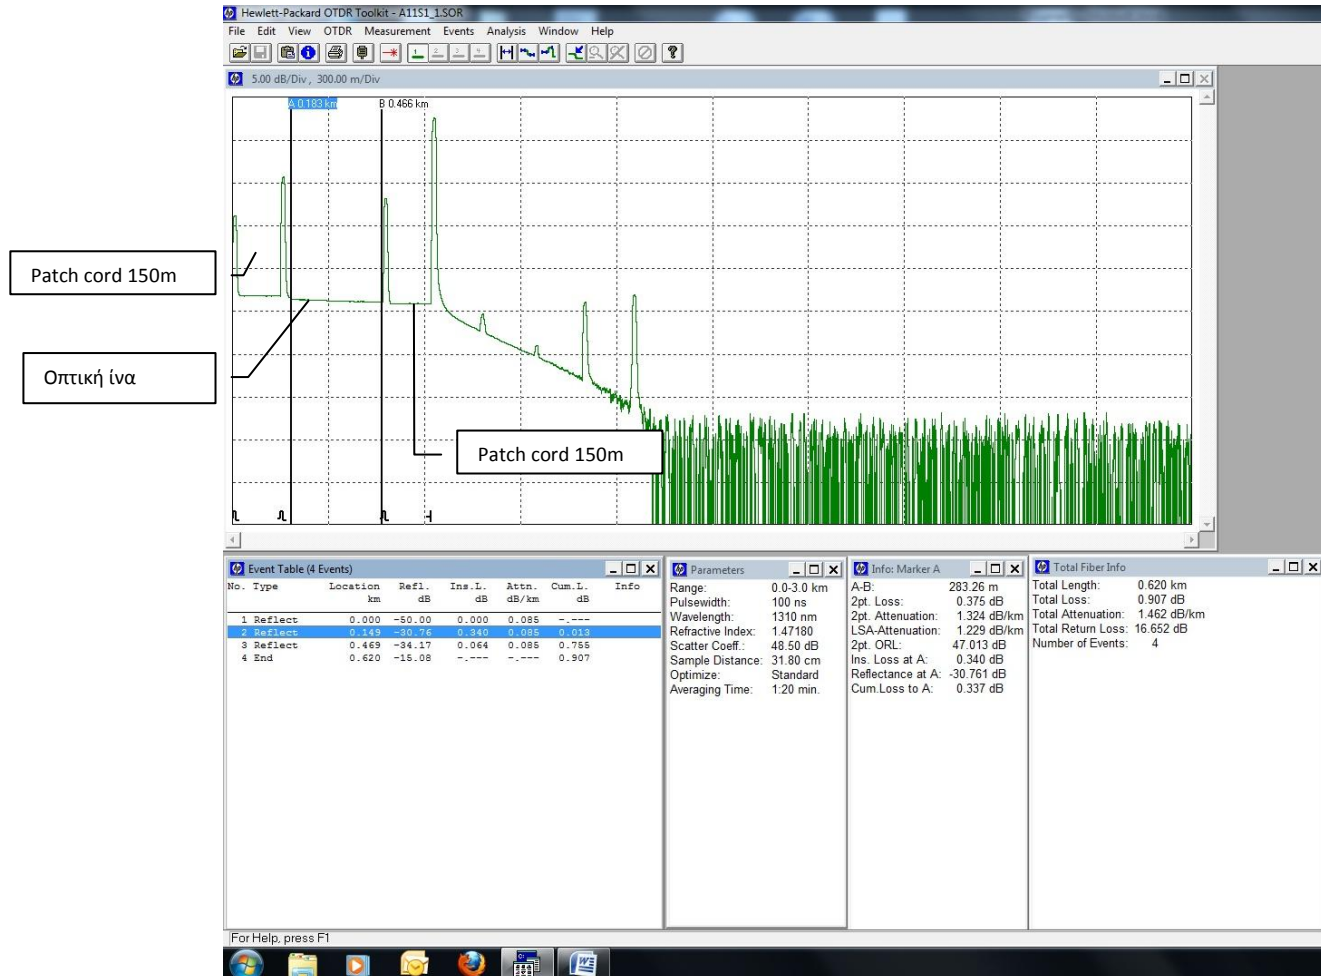 Hewlett-Packard OTDR Toolkit - A11S1_1.SOR
File Edit View OTDR Measurement Events Analysis Window Help
1 2 3 4
5.00 dB/Div , 300.00 m/Div
A 0.183 km
B 0.466 km
Patch cord 150m
Οπτική ίνα
Patch cord 150m
Event Table (4 Events)
No. Type Location Refl. Ins.L. Attn. Cum.L. Info
km dB dB dB/km dB
1 Reflect 0.000 -50.00 0.000 0.085 -.---
2 Reflect 0.149 -30.76 0.340 0.085 0.013
3 Reflect 0.469 -34.17 0.064 0.085 0.755
4 End 0.620 -15.08 -.--- -.--- 0.907
Parameters
Range: 0.0-3.0 km
Pulsewidth: 100 ns
Wavelength: 1310 nm
Refractive Index: 1.47180
Scatter Coeff.: 48.50 dB
Sample Distance: 31.80 cm
Optimize: Standard
Averaging Time: 1:20 min.
Info: Marker A
A-B: 283.26 m
2pt. Loss: 0.375 dB
2pt. Attenuation: 1.324 dB/km
LSA-Attenuation: 1.229 dB/km
2pt. ORL: 47.013 dB
Ins. Loss at A: 0.340 dB
Reflectance at A: -30.761 dB
Cum.Loss to A: 0.337 dB
Total Fiber Info
Total Length: 0.620 km
Total Loss: 0.907 dB
Total Attenuation: 1.462 dB/km
Total Return Loss: 16.652 dB
Number of Events: 4
For Help, press F1